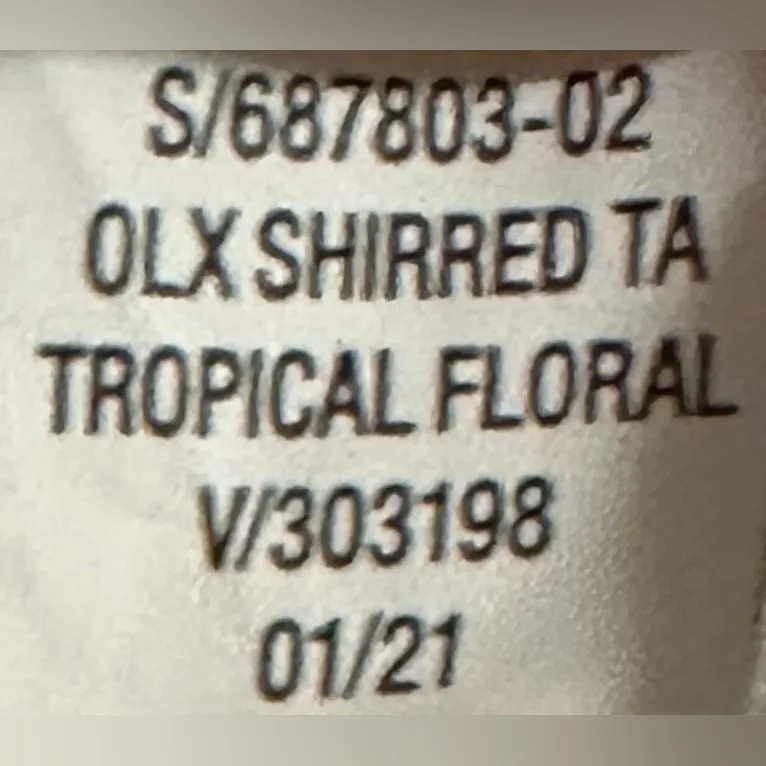 S/687803-02
OLX SHIRRED TA
TROPICAL FLORAL
V/303198
01/21